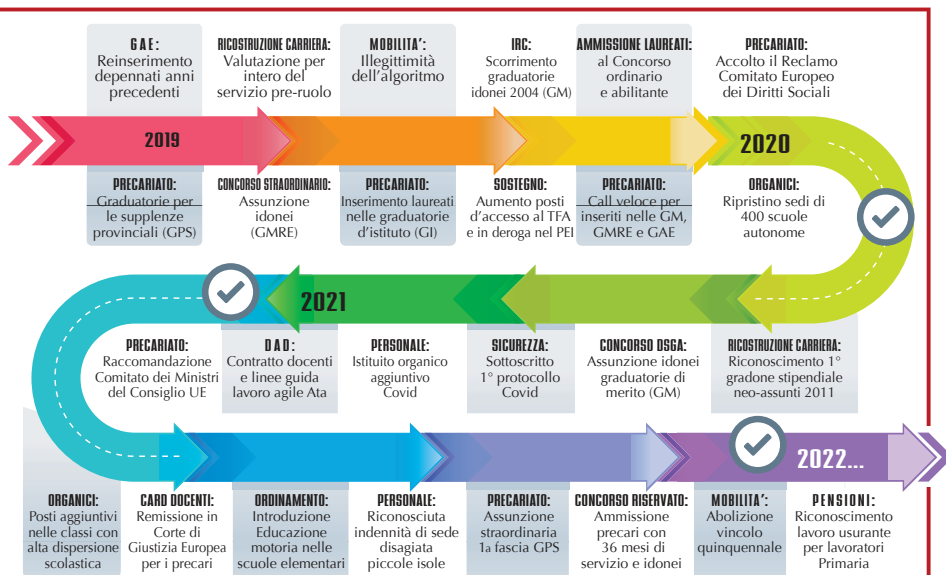 GAE:
Reinserimento
depennati anni
precedenti
RICOSTRUZIONE CARRIERA:
Valutazione per
intero del
servizio pre-ruolo
MOBILITA':
Illegittimità
dell'algoritmo
IRC:
Scorrimento
graduatorie
idonei 2004 (GM)
AMMISSIONE LAUREATI:
al Concorso
ordinario
e abilitante
PRECARIATO:
Accolto il Reclamo
Comitato Europeo
dei Diritti Sociali
2019
2020
PRECARIATO:
Graduatorie per
le supplenze
provinciali (GPS)
CONCORSO STRAORDINARIO:
Assunzione
idonei
(GMRE)
PRECARIATO:
Inserimento laureati
nelle graduatorie
d'istituto (GI)
SOSTEGNO:
Aumento posti
d'accesso al TFA
e in deroga nel PEI
PRECARIATO:
Call veloce per
inseriti nelle GM,
GMRE e GAE
ORGANICI:
Ripristino sedi di
400 scuole
autonome
2021
PRECARIATO:
Raccomandazione
Comitato dei Ministri
del Consiglio UE
DAD:
Contratto docenti
e linee guida
lavoro agile Ata
PERSONALE:
Istituito organico
aggiuntivo
Covid
SICUREZZA:
Sottoscritto
1° protocollo
Covid
CONCORSO DSGA:
Assunzione idonei
graduatorie di
merito (GM)
RICOSTRUZIONE CARRIERA:
Riconoscimento 1°
gradone stipendiale
neo-assunti 2011
2022...
ORGANICI:
Posti aggiuntivi
nelle classi con
alta dispersione
scolastica
CARD DOCENTI:
Remissione in
Corte di
Giustizia Europea
per i precari
ORDINAMENTO:
Introduzione
Educazione
motoria nelle
scuole elementari
PERSONALE:
Riconosciuta
indennità di sede
disagiata
piccole isole
PRECARIATO:
Assunzione
straordinaria
1a fascia GPS
CONCORSO RISERVATO:
Ammissione
precari con
36 mesi di
servizio e idonei
MOBILITA':
Abolizione
vincolo
quinquennale
PENSIONI:
Riconoscimento
lavoro usurante
per lavoratori
Primaria